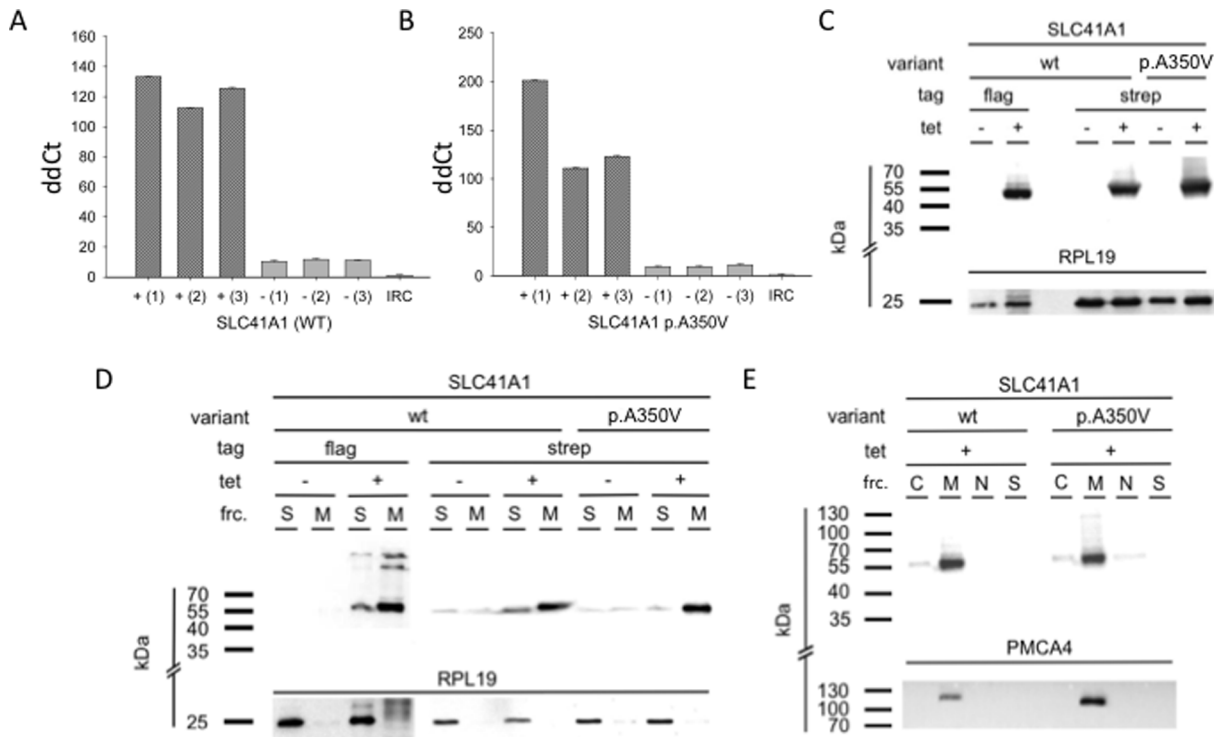 A
160
140
120
100
80
60
40
20
0
ddCt
+ (1) + (2) + (3) - (1) - (2) - (3) IRC
SLC41A1 (WT)
B
250
200
150
100
50
0
ddCt
+ (1) + (2) + (3) - (1) - (2) - (3) IRC
SLC41A1 p.A350V
C
SLC41A1
variant wt p.A350V
tag flag strep
tet - + - + - +
70
55
40
35
kDa
RPL19
25
D
SLC41A1
variant wt p.A350V
tag flag strep
tet - + - + - +
frc. S M S M S M S M S M S M
70
55
40
35
kDa
RPL19
25
E
SLC41A1
variant wt p.A350V
tet + +
frc. C M N S C M N S
130
100
70
55
40
35
kDa
PMCA4
130
100
70